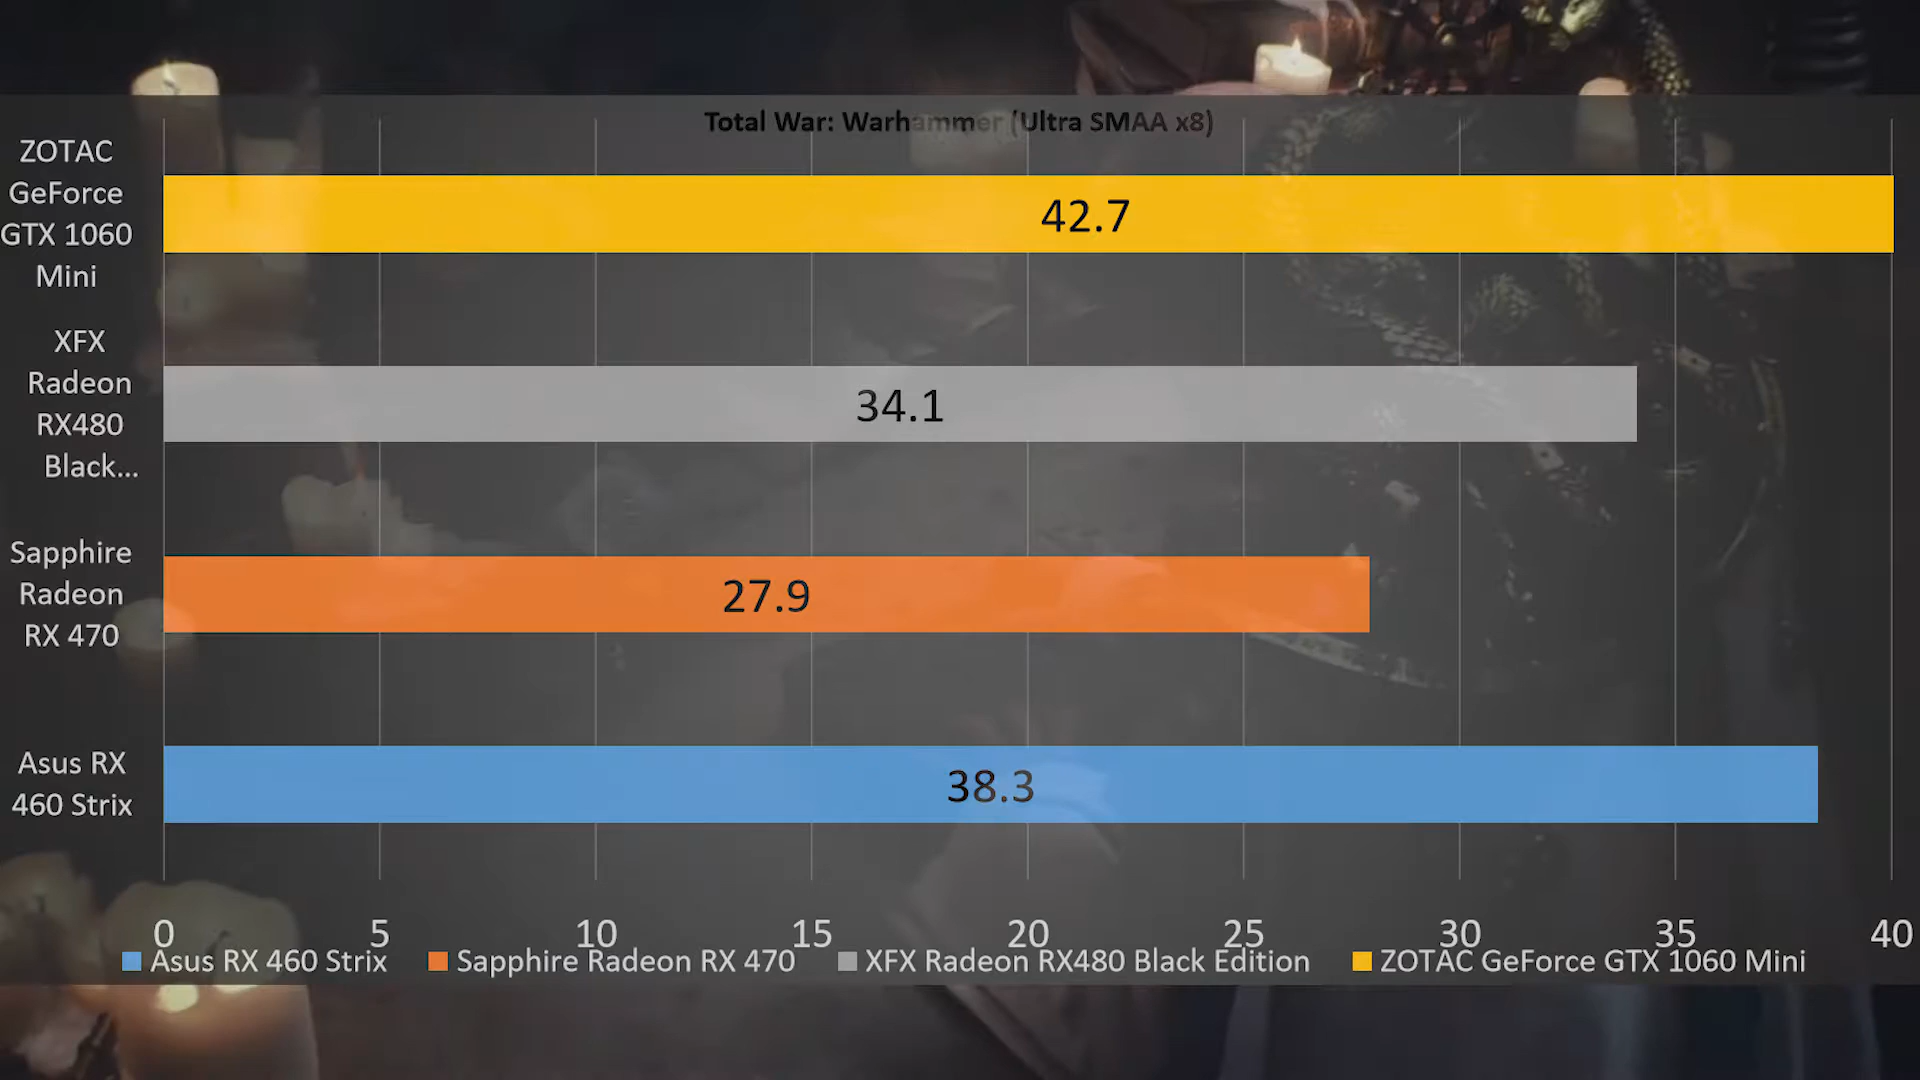 Total War: Warhammer (Ultra SMAA x8)
ZOTAC
GeForce
GTX 1060
Mini
42.7
XFX
Radeon
RX480
Black...
34.1
Sapphire
Radeon
RX 470
27.9
Asus RX
460 Strix
38.3
0 5 10 15 20 25 30 35 40
Asus RX 460 Strix Sapphire Radeon RX 470 XFX Radeon RX480 Black Edition ZOTAC GeForce GTX 1060 Mini